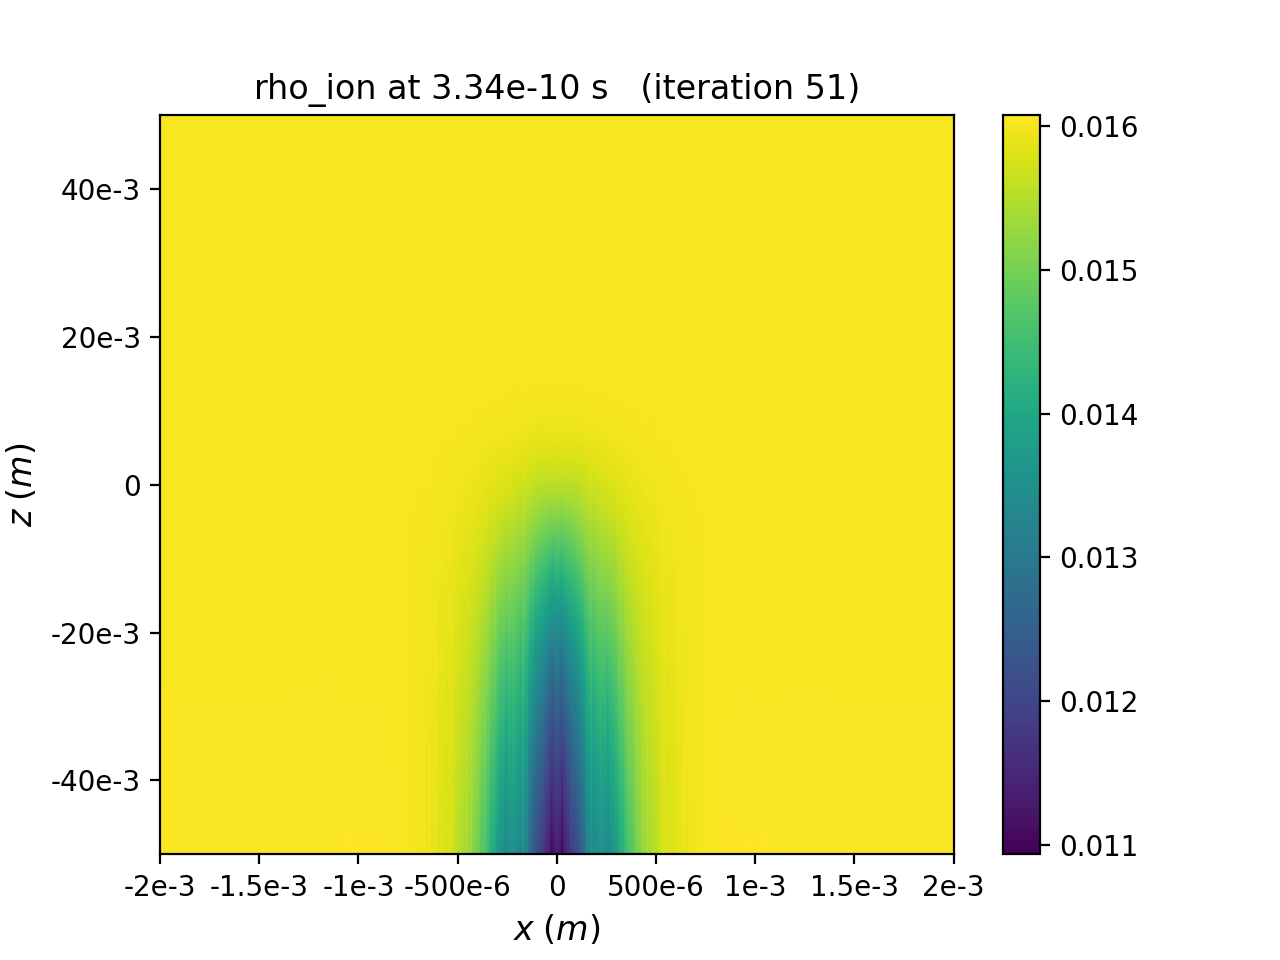 rho_ion at 3.34e-10 s (iteration 51)
40e-3
20e-3
0
-20e-3
-40e-3
z (m)
-2e-3 -1.5e-3 -1e-3 -500e-6 0 500e-6 1e-3 1.5e-3 2e-3
x (m)
0.016
0.015
0.014
0.013
0.012
0.011